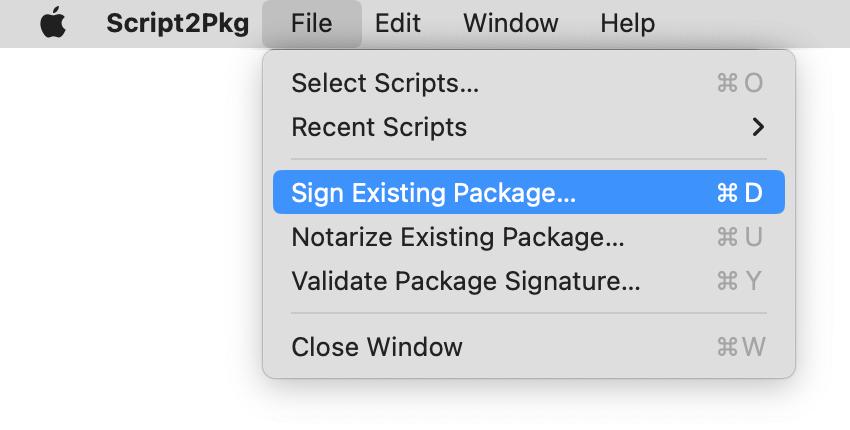 Script2Pkg File Edit Window Help
Select Scripts... ⌘ O
Recent Scripts
Sign Existing Package... ⌘ D
Notarize Existing Package... ⌘ U
Validate Package Signature... ⌘ Y
Close Window ⌘ W